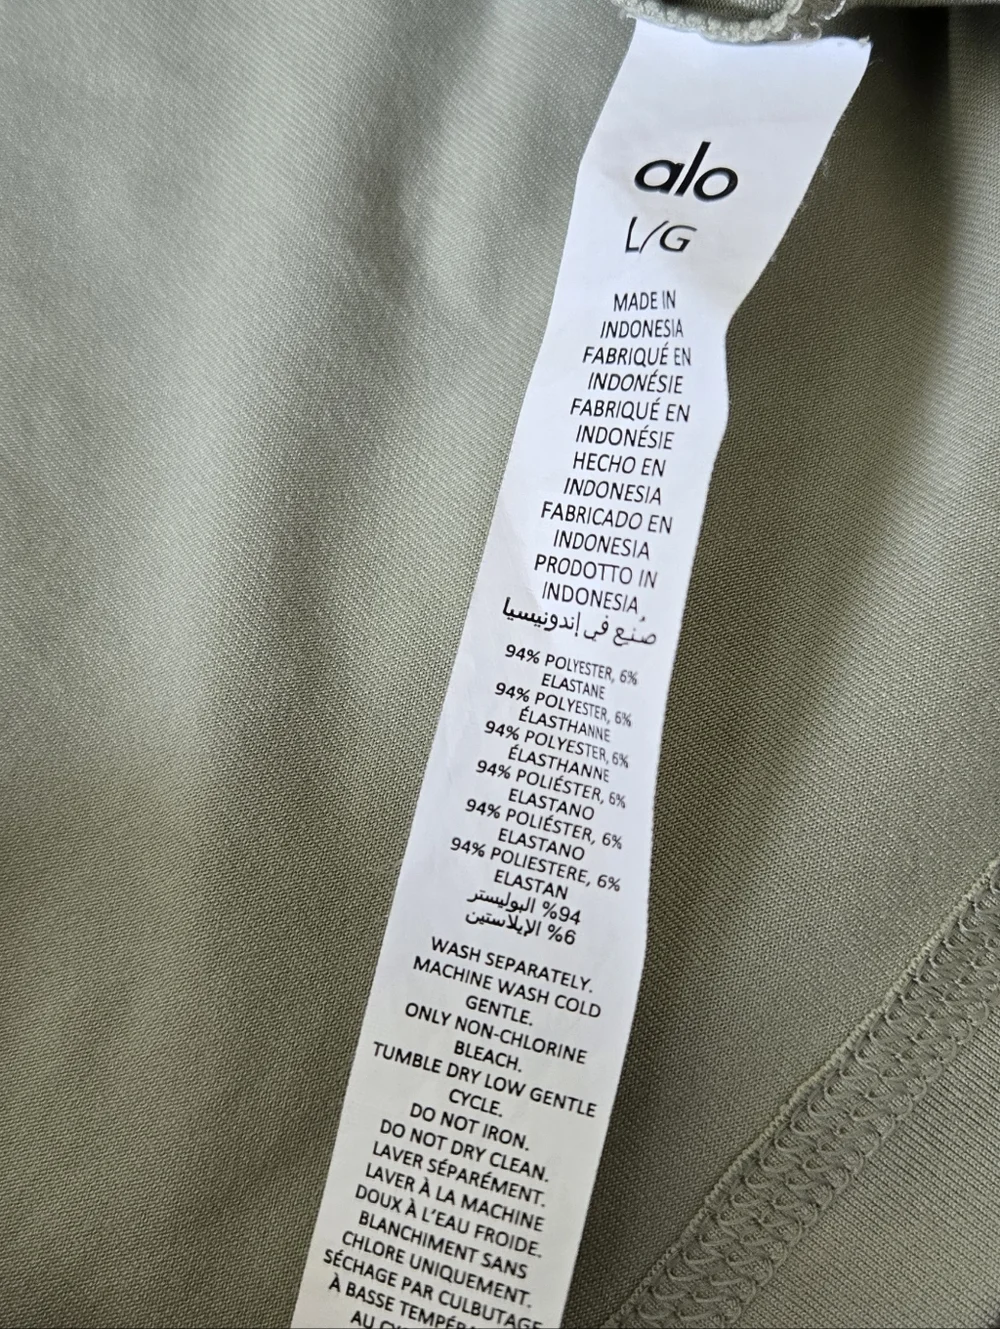 alo
L/G
MADE IN
INDONESIA
FABRIQUÉ EN
INDONÉSIE
FABRIQUÉ EN
INDONÉSIE
HECHO EN
INDONESIA
FABRICADO EN
INDONESIA
PRODOTTO IN
INDONESIA
صُنِع في إندونيسيا
94% POLYESTER, 6%
ELASTANE
94% POLYESTER, 6%
ÉLASTHANNE
94% POLYESTER, 6%
ÉLASTHANNE
94% POLIÉSTER, 6%
ELASTANO
94% POLIÉSTER, 6%
ELASTANO
94% POLIESTERE, 6%
ELASTAN
94% البوليستر
6% الإيلاستين
WASH SEPARATELY.
MACHINE WASH COLD
GENTLE.
ONLY NON-CHLORINE
BLEACH.
TUMBLE DRY LOW GENTLE
CYCLE.
DO NOT IRON.
DO NOT DRY CLEAN.
LAVER SÉPARÉMENT.
LAVER À LA MACHINE
DOUX À L'EAU FROIDE.
BLANCHIMENT SANS
CHLORE UNIQUEMENT.
SÉCHAGE PAR CULBUTAGE
À BASSE
AU